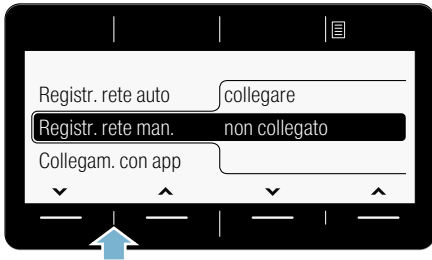 Registr. rete auto collegare
Registr. rete man. non collegato
Collegam. con app